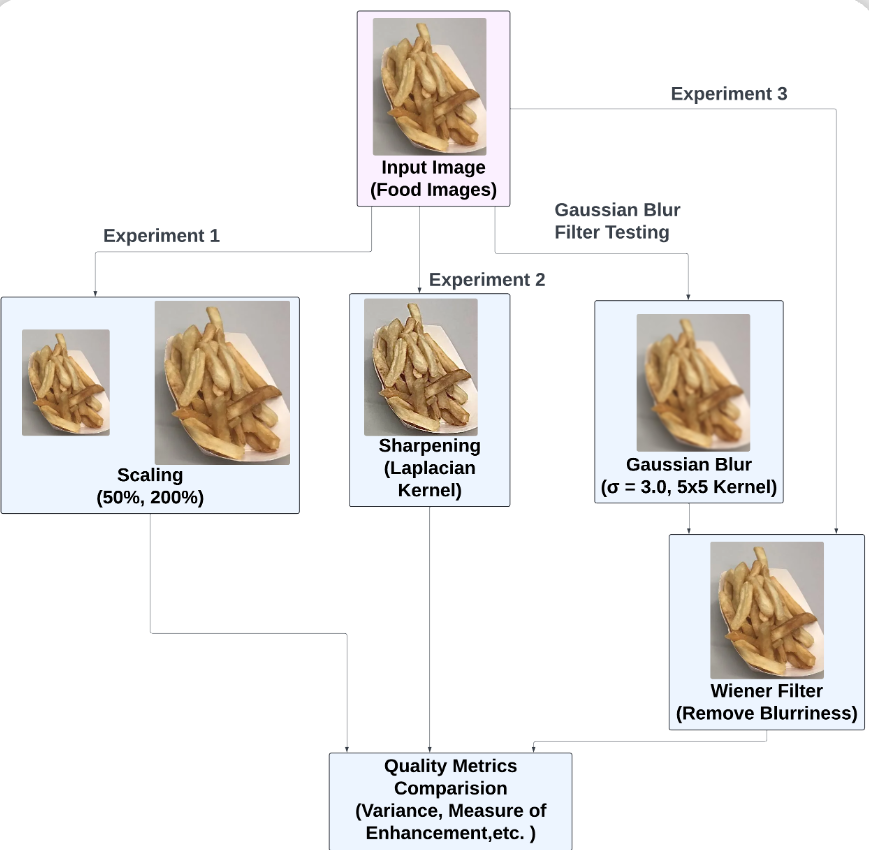 Input Image
(Food Images)
Experiment 3
Gaussian Blur
Filter Testing
Experiment 1
Experiment 2
Scaling
(50%, 200%)
Sharpening
(Laplacian
Kernel)
Gaussian Blur
(σ = 3.0, 5x5 Kernel)
Wiener Filter
(Remove Blurriness)
Quality Metrics
Comparision
(Variance, Measure of
Enhancement,etc. )